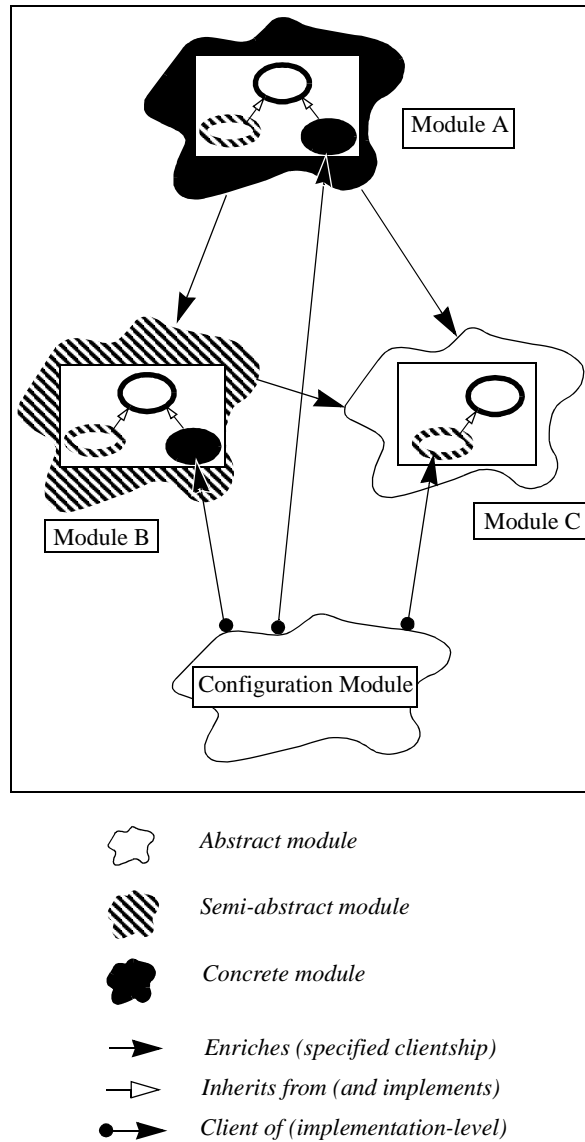 Module A
Module B
Module C
Configuration Module
Abstract module
Semi-abstract module
Concrete module
Enriches (specified clientship)
Inherits from (and implements)
Client of (implementation-level)